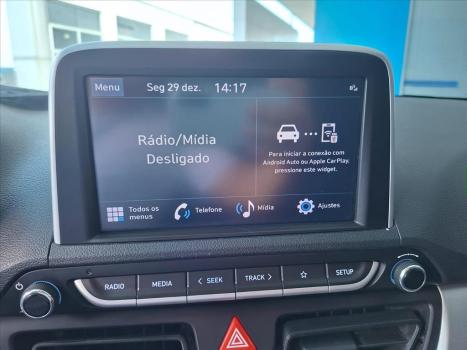 Menu
Seg 29 dez.
14:17
Rádio/Mídia
Desligado
Para iniciar a conexão com
Android Auto ou Apple CarPlay,
pressione este widget.
Todos os
menus
Telefone
Mídia
Ajustes
RADIO
MEDIA
< SEEK
TRACK >
☆
SETUP